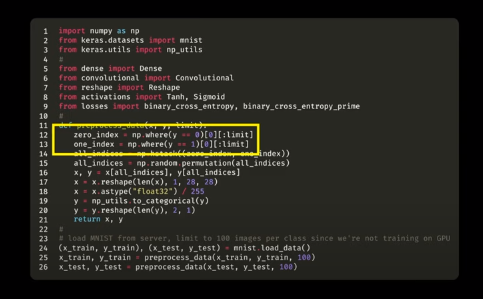 1 import numpy as np
2 from keras.datasets import mnist
3 from keras.utils import np_utils
4 #
5 from dense import Dense
6 from convolutional import Convolutional
7 from reshape import Reshape
8 from activations import Tanh, Sigmoid
9 from losses import binary_cross_entropy, binary_cross_entropy_prime
10 #
11 def preprocess_data(x, y, limit):
12 zero_index = np.where(y == 0)[0][:limit]
13 one_index = np.where(y == 1)[0][:limit]
14 all_indices = np.hstack((zero_index, one_index))
15 all_indices = np.random.permutation(all_indices)
16 x, y = x[all_indices], y[all_indices]
17 x = x.reshape(len(x), 1, 28, 28)
18 x = x.astype("float32") / 255
19 y = np_utils.to_categorical(y)
20 y = y.reshape(len(y), 2, 1)
21 return x, y
22 #
23 # load MNIST from server, limit to 100 images per class since we're not training on GPU
24 (x_train, y_train), (x_test, y_test) = mnist.load_data()
25 x_train, y_train = preprocess_data(x_train, y_train, 100)
26 x_test, y_test = preprocess_data(x_test, y_test, 100)